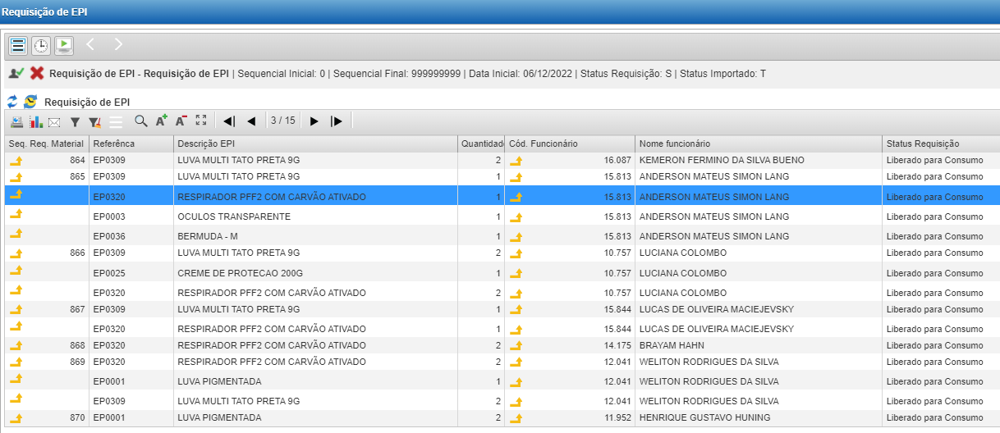 Requisição de EPI
Requisição de EPI - Requisição de EPI | Sequencial Inicial: 0 | Sequencial Final: 999999999 | Data Inicial: 06/12/2022 | Status Requisição: S | Status Importado: T
Requisição de EPI
A+ A- 3 / 15
Seq. Req. Material Referênca Descrição EPI Quantidade Cód. Funcionário Nome funcionário Status Requisição
864 EP0309 LUVA MULTI TATO PRETA 9G 2 16.087 KEMERON FERMINO DA SILVA BUENO Liberado para Consumo
865 EP0309 LUVA MULTI TATO PRETA 9G 1 15.813 ANDERSON MATEUS SIMON LANG Liberado para Consumo
EP0320 RESPIRADOR PFF2 COM CARVÃO ATIVADO 1 15.813 ANDERSON MATEUS SIMON LANG Liberado para Consumo
EP0003 OCULOS TRANSPARENTE 1 15.813 ANDERSON MATEUS SIMON LANG Liberado para Consumo
EP0036 BERMUDA - M 1 15.813 ANDERSON MATEUS SIMON LANG Liberado para Consumo
866 EP0309 LUVA MULTI TATO PRETA 9G 2 10.757 LUCIANA COLOMBO Liberado para Consumo
EP0025 CREME DE PROTECAO 200G 1 10.757 LUCIANA COLOMBO Liberado para Consumo
EP0320 RESPIRADOR PFF2 COM CARVÃO ATIVADO 2 10.757 LUCIANA COLOMBO Liberado para Consumo
867 EP0309 LUVA MULTI TATO PRETA 9G 1 15.844 LUCAS DE OLIVEIRA MACIEJEVSKY Liberado para Consumo
EP0320 RESPIRADOR PFF2 COM CARVÃO ATIVADO 1 15.844 LUCAS DE OLIVEIRA MACIEJEVSKY Liberado para Consumo
868 EP0320 RESPIRADOR PFF2 COM CARVÃO ATIVADO 2 14.175 BRAYAM HAHN Liberado para Consumo
869 EP0320 RESPIRADOR PFF2 COM CARVÃO ATIVADO 2 12.041 WELITON RODRIGUES DA SILVA Liberado para Consumo
EP0001 LUVA PIGMENTADA 1 12.041 WELITON RODRIGUES DA SILVA Liberado para Consumo
EP0309 LUVA MULTI TATO PRETA 9G 2 12.041 WELITON RODRIGUES DA SILVA Liberado para Consumo
870 EP0001 LUVA PIGMENTADA 2 11.952 HENRIQUE GUSTAVO HUNING Liberado para Consumo